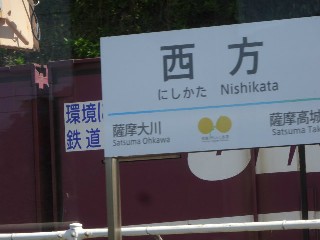 西方
にしかた Nishikata
環境に
鉄道
薩摩大川
Satsuma Ohkawa
薩摩高城
Satsuma Tak